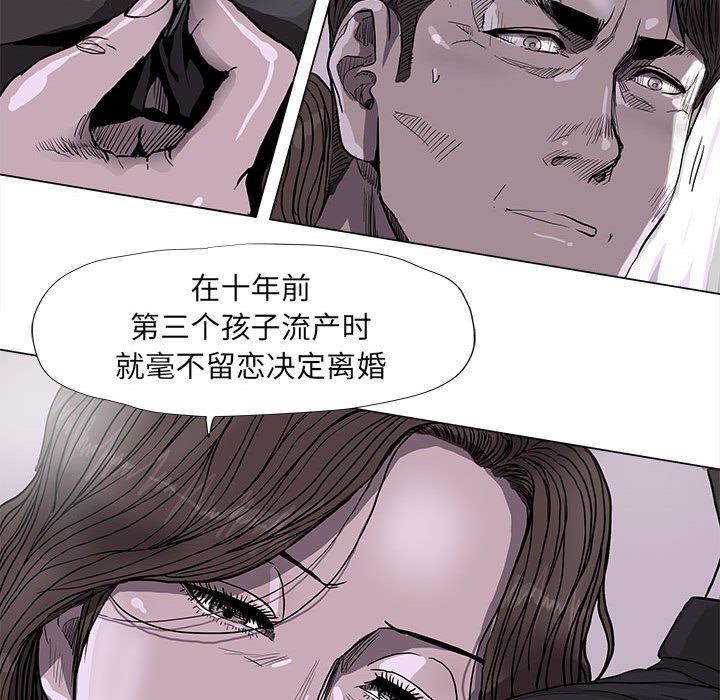 在十年前
第三个孩子流产时
就毫不留恋决定离婚